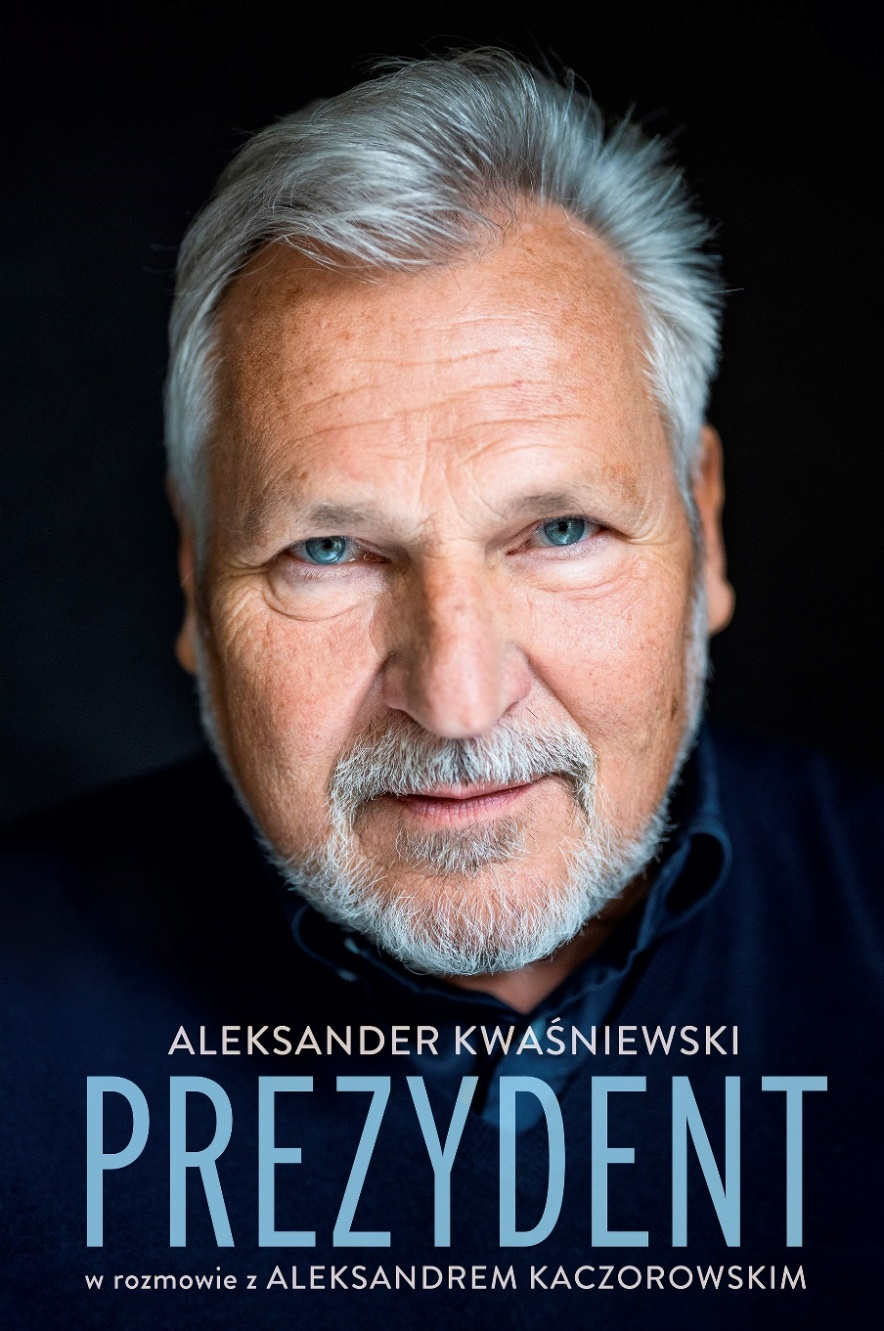 ALEKSANDER KWAŚNIEWSKI
PREZYDENT
w rozmowie z ALEKSANDREM KACZOROWSKIM